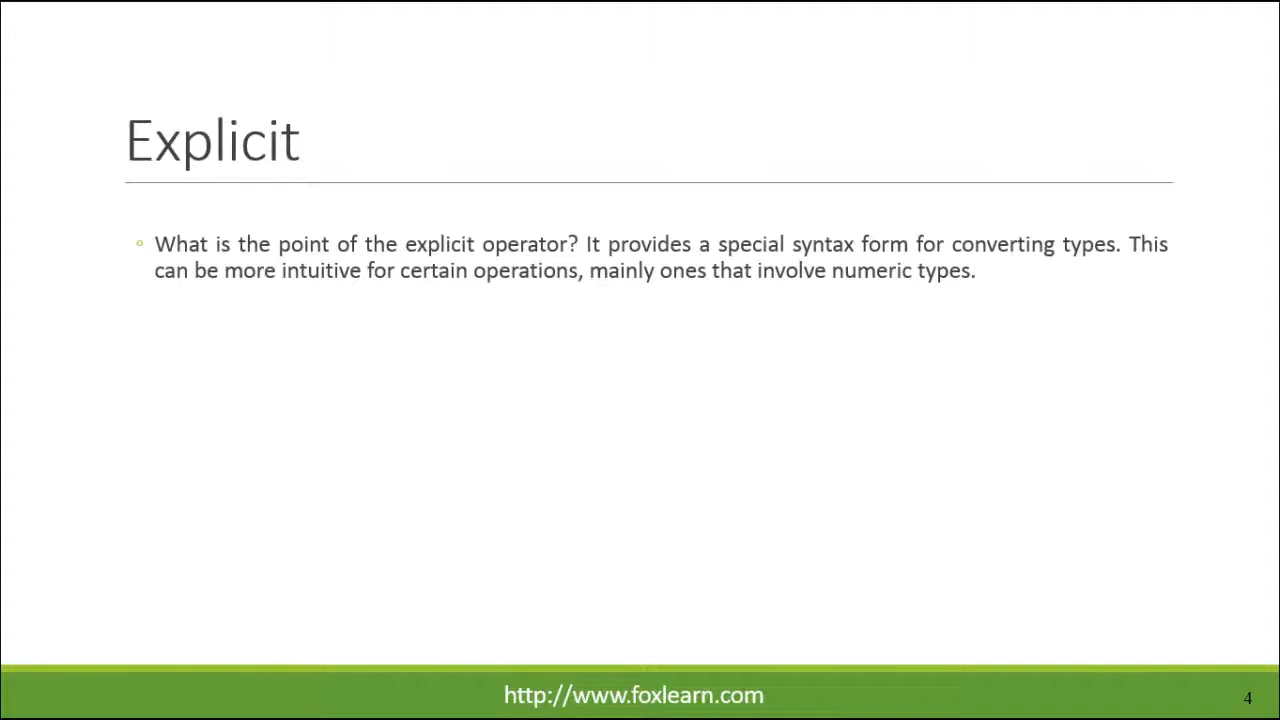 Explicit
◦ What is the point of the explicit operator? It provides a special syntax form for converting types. This
can be more intuitive for certain operations, mainly ones that involve numeric types.
http://www.foxlearn.com
4